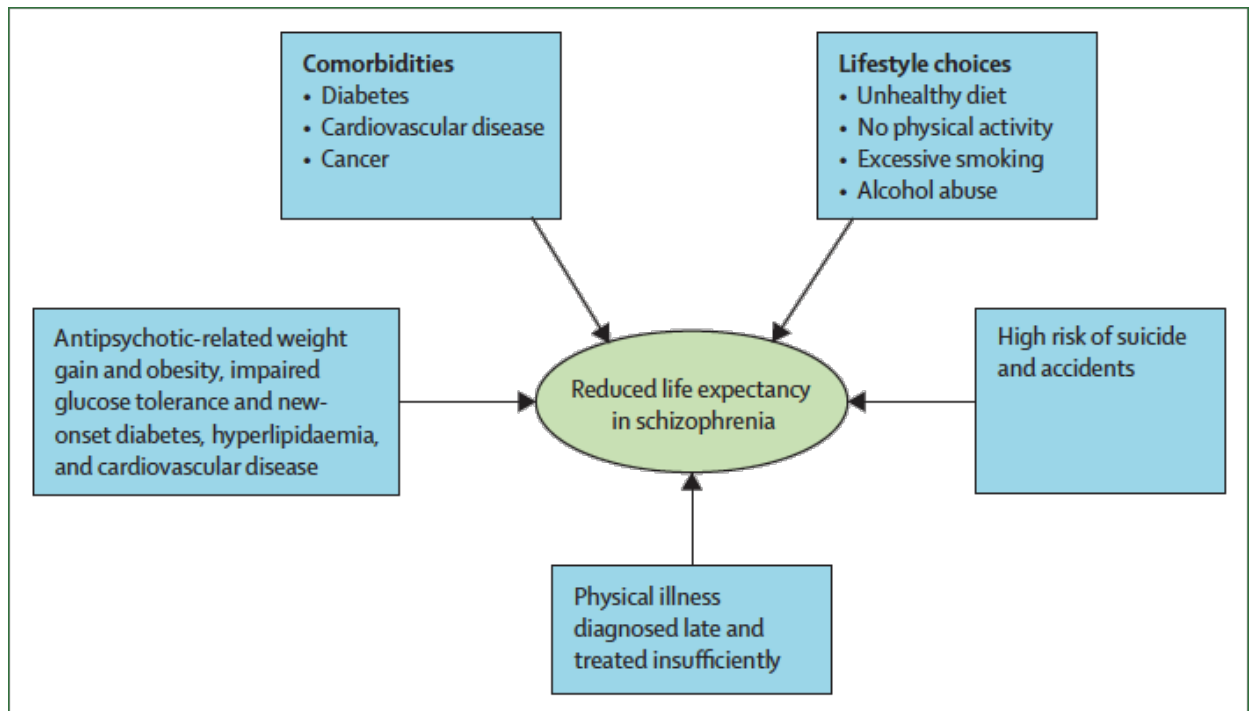 Comorbidities
• Diabetes
• Cardiovascular disease
• Cancer
Lifestyle choices
• Unhealthy diet
• No physical activity
• Excessive smoking
• Alcohol abuse
Antipsychotic-related weight
gain and obesity, impaired
glucose tolerance and new-
onset diabetes, hyperlipidaemia,
and cardiovascular disease
Reduced life expectancy
in schizophrenia
High risk of suicide
and accidents
Physical illness
diagnosed late and
treated insufficiently